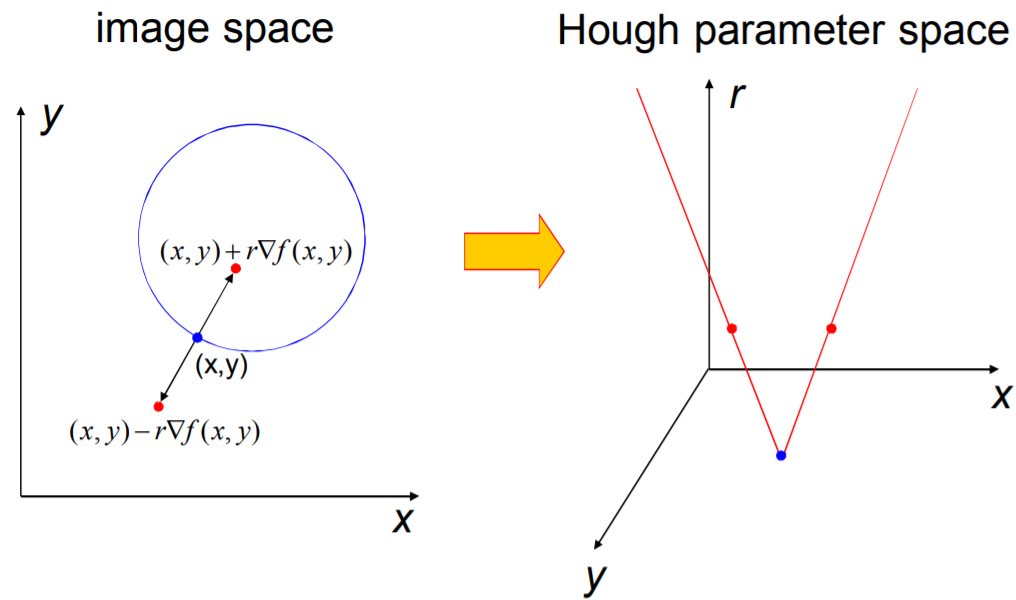 image space
y
(x, y) + r∇f(x, y)
(x,y)
(x, y) − r∇f(x, y)
x
Hough parameter space
r
x
y